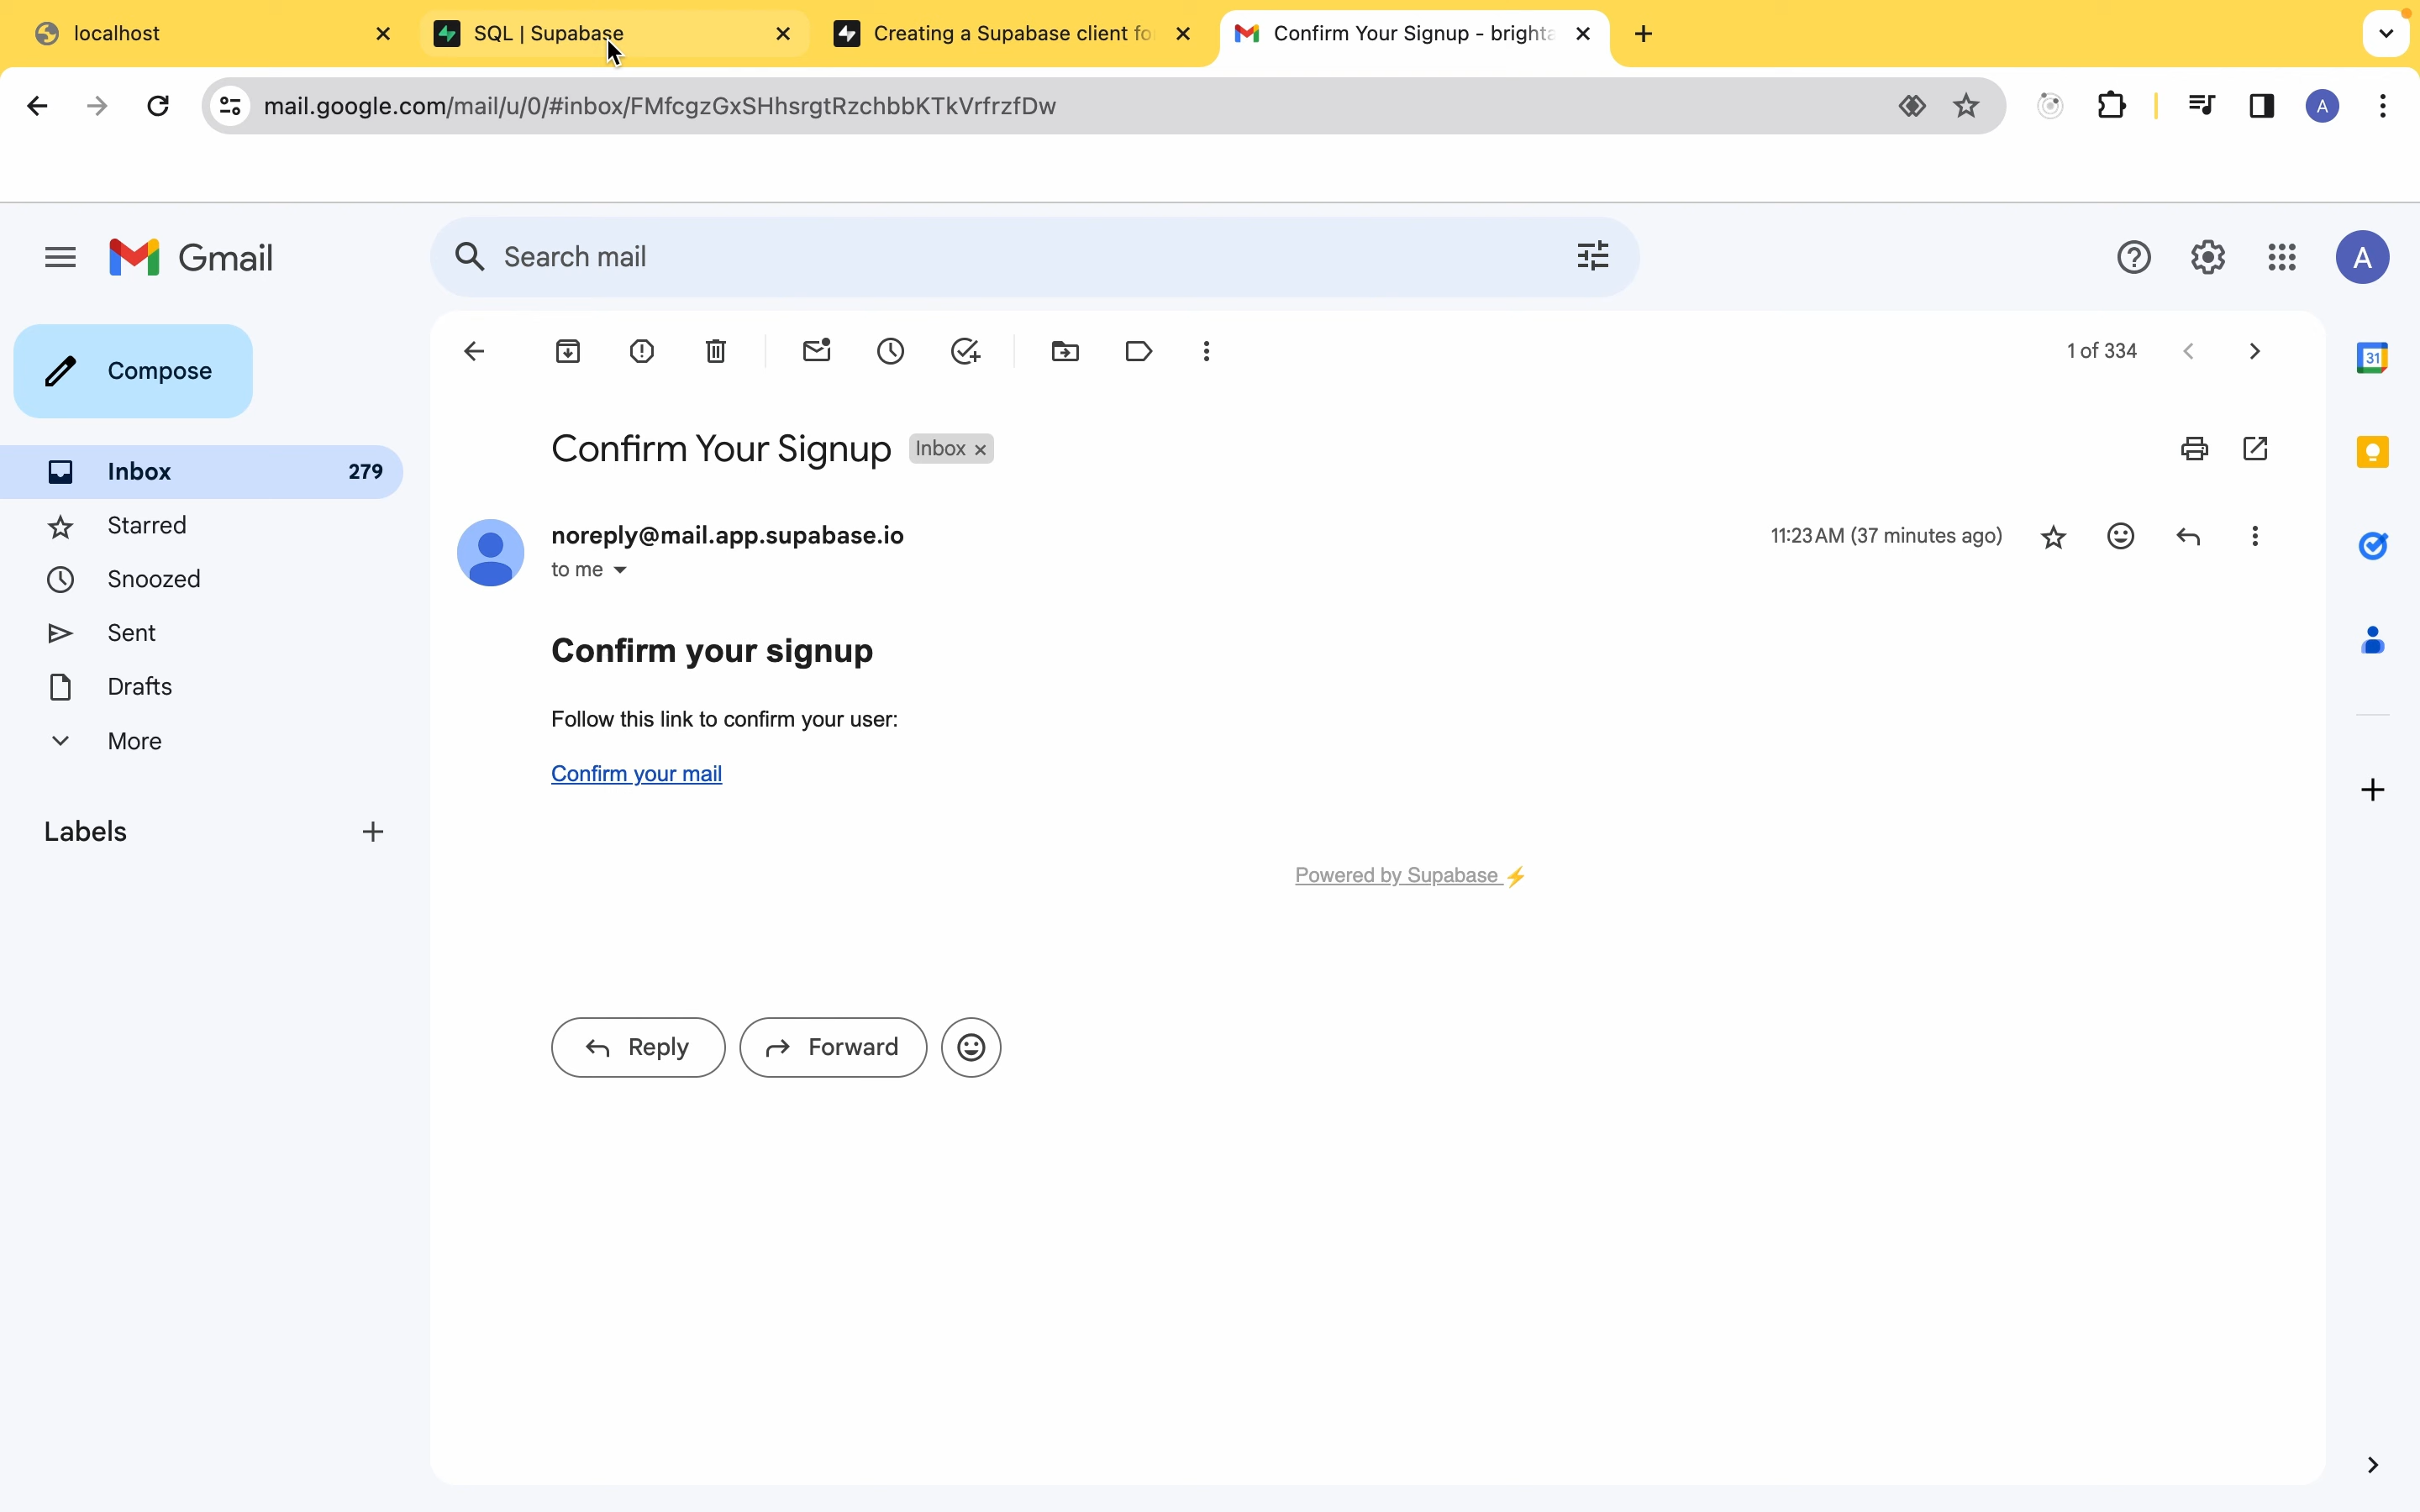 localhost
SQL | Supabase
Creating a Supabase client fo
Confirm Your Signup - brighta
mail.google.com/mail/u/0/#inbox/FMfcgzGxSHhsrgtRzchbbKTkVrfrzfDw
A
Gmail
Search mail
A
Compose
1 of 334
31
Confirm Your Signup
Inbox
Inbox 279
Starred
noreply@mail.app.supabase.io
11:23 AM (37 minutes ago)
to me
Snoozed
Sent
Confirm your signup
Drafts
Follow this link to confirm your user:
More
Confirm your mail
Labels
Powered by Supabase ⚡
Reply
Forward